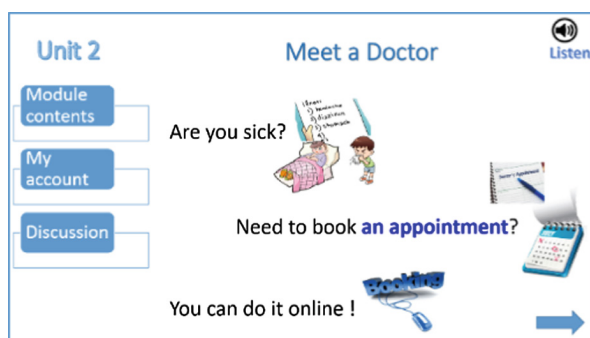 Unit 2
Meet a Doctor
Listen
Module
contents
My
account
Discussion
Are you sick?
Need to book an appointment?
Booking
You can do it online !